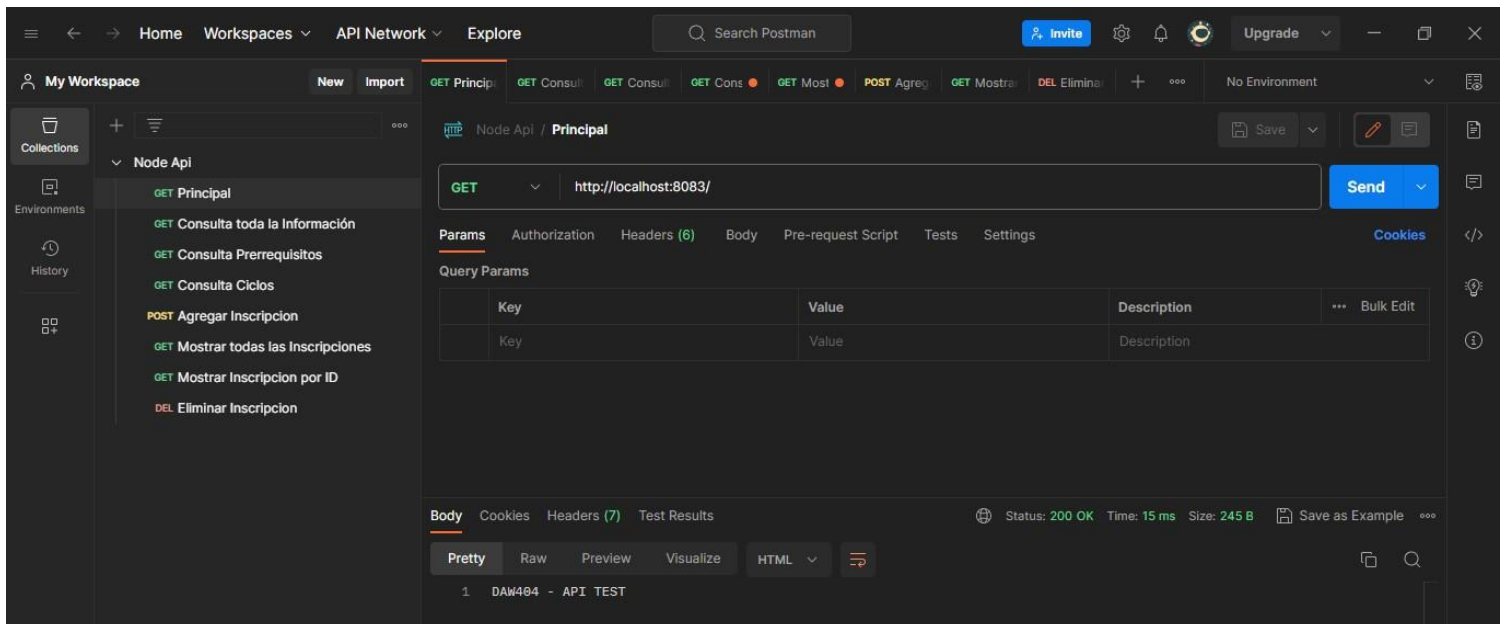 Home Workspaces API Network Explore Search Postman Invite Upgrade
My Workspace New Import GET Princip GET Consul GET Consul GET Cons GET Most POST Agreg GET Mostra DEL Elimina No Environment
Collections
Environments
History
Node Api
GET Principal
GET Consulta toda la Información
GET Consulta Prerrequisitos
GET Consulta Ciclos
POST Agregar Inscripcion
GET Mostrar todas las Inscripciones
GET Mostrar Inscripcion por ID
DEL Eliminar Inscripcion
HTTP Node Api / Principal Save
GET http://localhost:8083/ Send
Params Authorization Headers (6) Body Pre-request Script Tests Settings Cookies
Query Params
Key Value Description Bulk Edit
Key Value Description
Body Cookies Headers (7) Test Results Status: 200 OK Time: 15 ms Size: 245 B Save as Example
Pretty Raw Preview Visualize HTML
1 DAW404 - API TEST